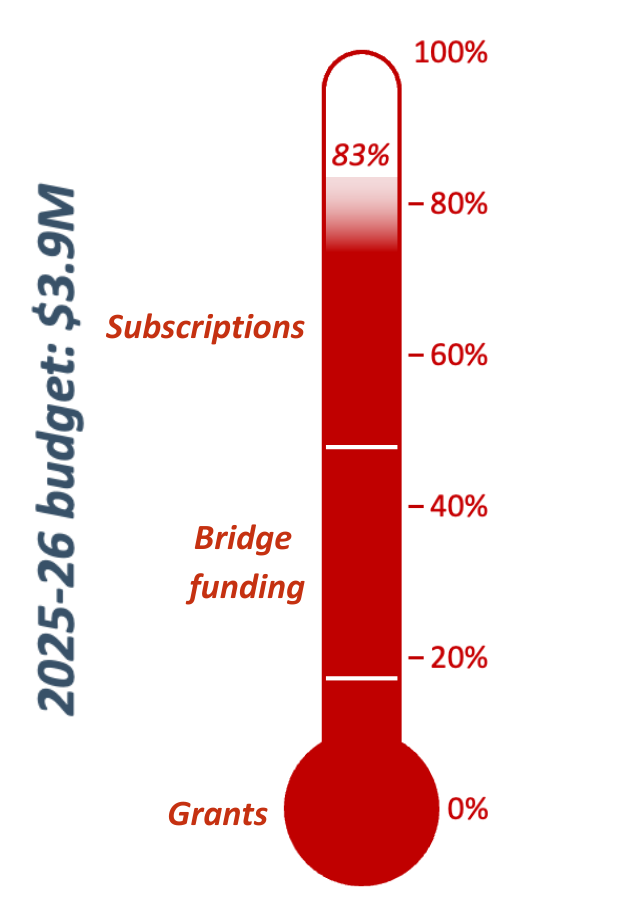 2025-26 budget: $3.9M
100%
83%
80%
Subscriptions
60%
40%
Bridge
funding
20%
Grants
0%